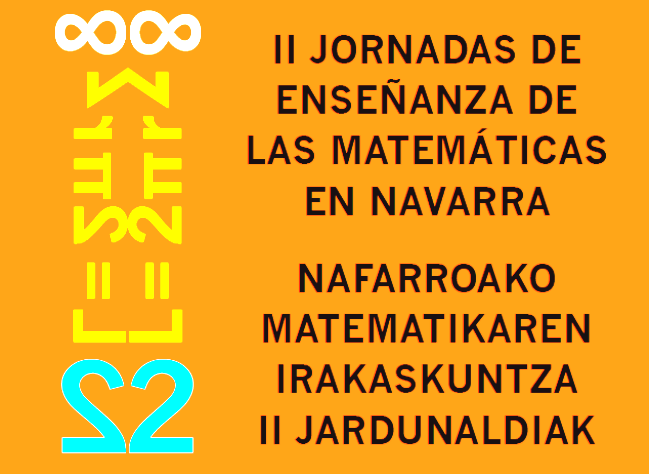 II JORNADAS DE
ENSEÑANZA DE
LAS MATEMÁTICAS
EN NAVARRA
NAFARROAKO
MATEMATIKAREN
IRAKASKUNTZA
II JARDUNALDIAK